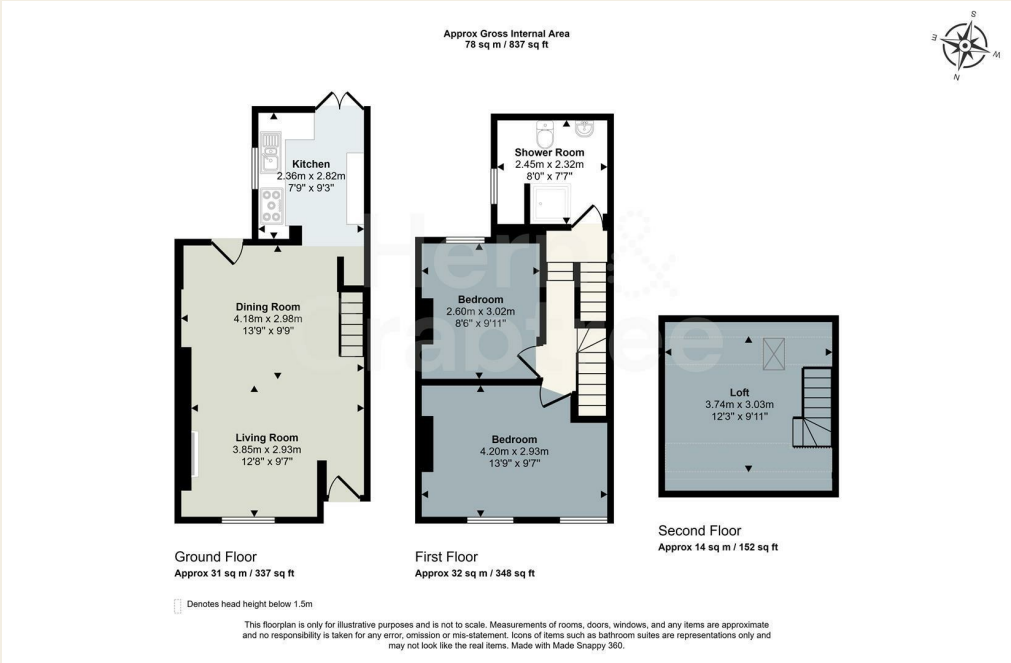 Approx Gross Internal Area
78 sq m / 837 sq ft
S
E
W
N
Kitchen
2.36m x 2.82m
7'9" x 9'3"
Dining Room
4.18m x 2.98m
13'9" x 9'9"
Living Room
3.85m x 2.93m
12'8" x 9'7"
Shower Room
2.45m x 2.32m
8'0" x 7'7"
Bedroom
2.60m x 3.02m
8'6" x 9'11"
Bedroom
4.20m x 2.93m
13'9" x 9'7"
Loft
3.74m x 3.03m
12'3" x 9'11"
Hern &
Crabtree
Ground Floor
Approx 31 sq m / 337 sq ft
First Floor
Approx 32 sq m / 348 sq ft
Second Floor
Approx 14 sq m / 152 sq ft
Denotes head height below 1.5m
This floorplan is only for illustrative purposes and is not to scale. Measurements of rooms, doors, windows, and any items are approximate
and no responsibility is taken for any error, omission or mis-statement. Icons of items such as bathroom suites are representations only and
may not look like the real items. Made with Made Snappy 360.